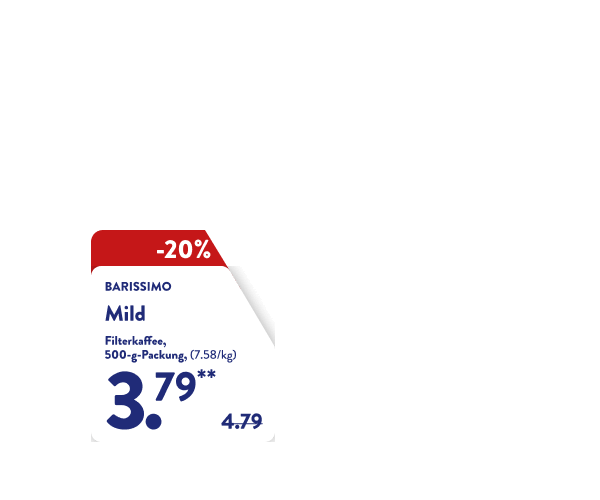 -20%
BARISSIMO
Mild
Filterkaffee,
500-g-Packung, (7.58/kg)
3.79**
4.79